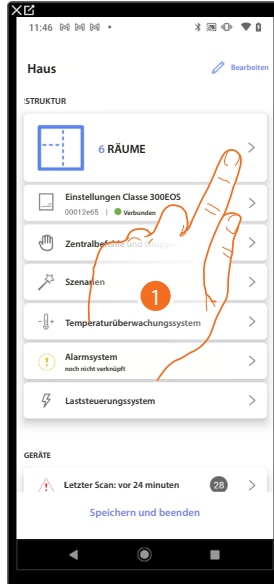 11:46
Haus
Bearbeiten
STRUKTUR
6 RÄUME
Einstellungen Classe 300EOS
00012e65 | Verbunden
Zentralbefehle und Gruppen
Szenarien
1
Temperaturüberwachungssystem
Alarmsystem
noch nicht verknüpft
Laststeuerungssystem
GERÄTE
Letzter Scan: vor 24 minuten 28
Speichern und beenden